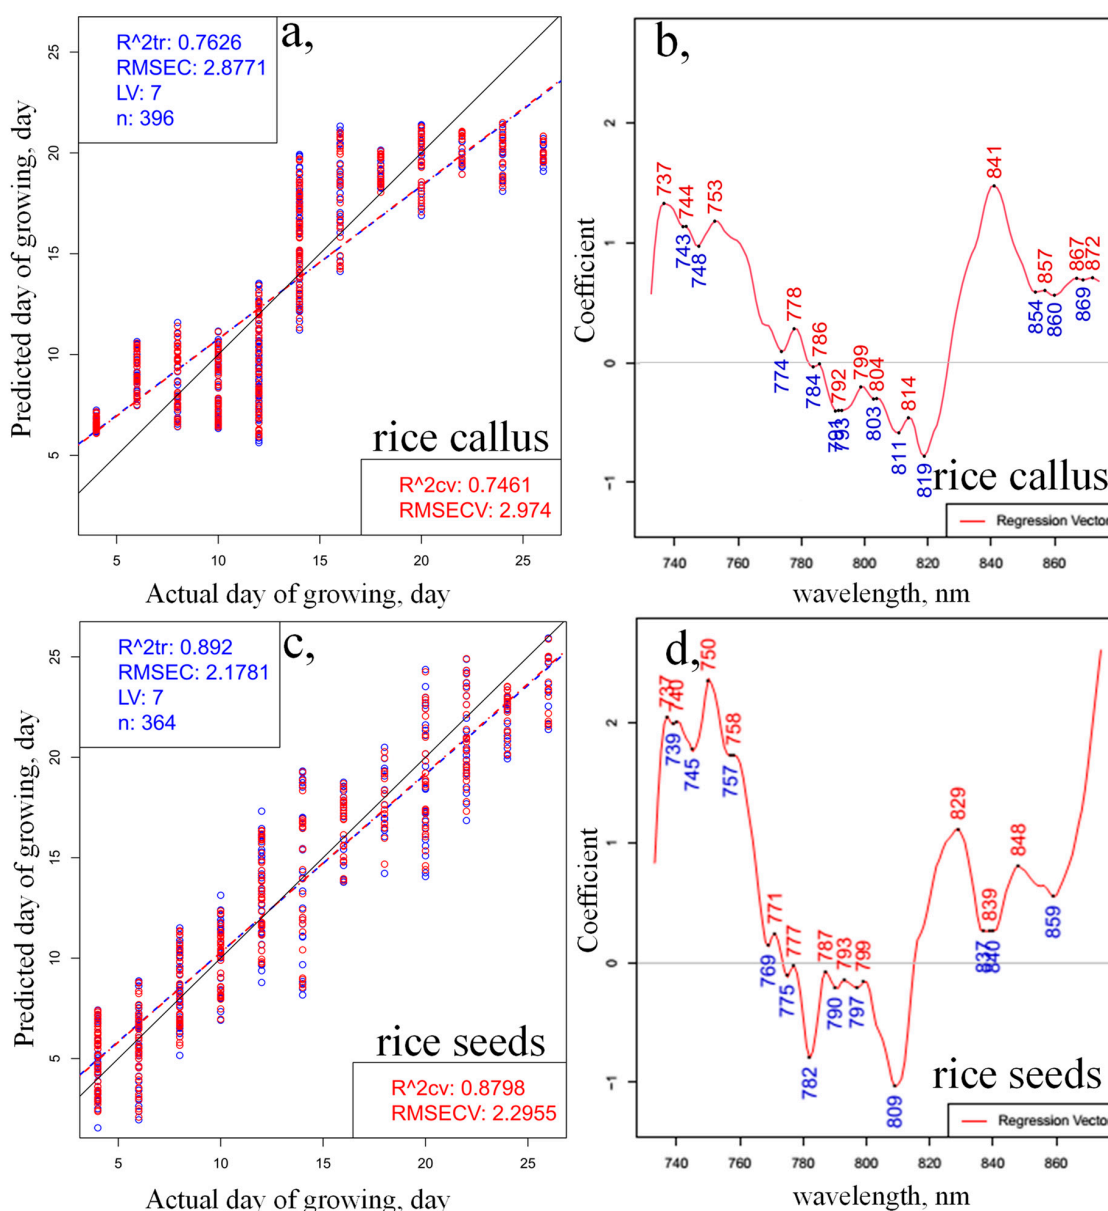 a,
R^2tr: 0.7626
RMSEC: 2.8771
LV: 7
n: 396
Predicted day of growing, day
25
20
15
10
5
rice callus
R^2cv: 0.7461
RMSECV: 2.974
5 10 15 20 25
Actual day of growing, day
b,
Coefficient
2
1
0
-1
737
744
743
748
753
774
778
784
786
791
792
793
799
803
804
811
814
819
841
854
857
860
867
869
872
rice callus
Regression Vector
740 760 780 800 820 840 860
wavelength, nm
c,
R^2tr: 0.892
RMSEC: 2.1781
LV: 7
n: 364
Predicted day of growing, day
25
20
15
10
5
rice seeds
R^2cv: 0.8798
RMSECV: 2.2955
5 10 15 20 25
Actual day of growing, day
d,
Coefficient
2
1
0
-1
737
739
740
745
750
757
758
769
771
775
777
782
787
790
793
797
799
809
829
837
839
840
848
859
rice seeds
Regression Vector
740 760 780 800 820 840 860
wavelength, nm